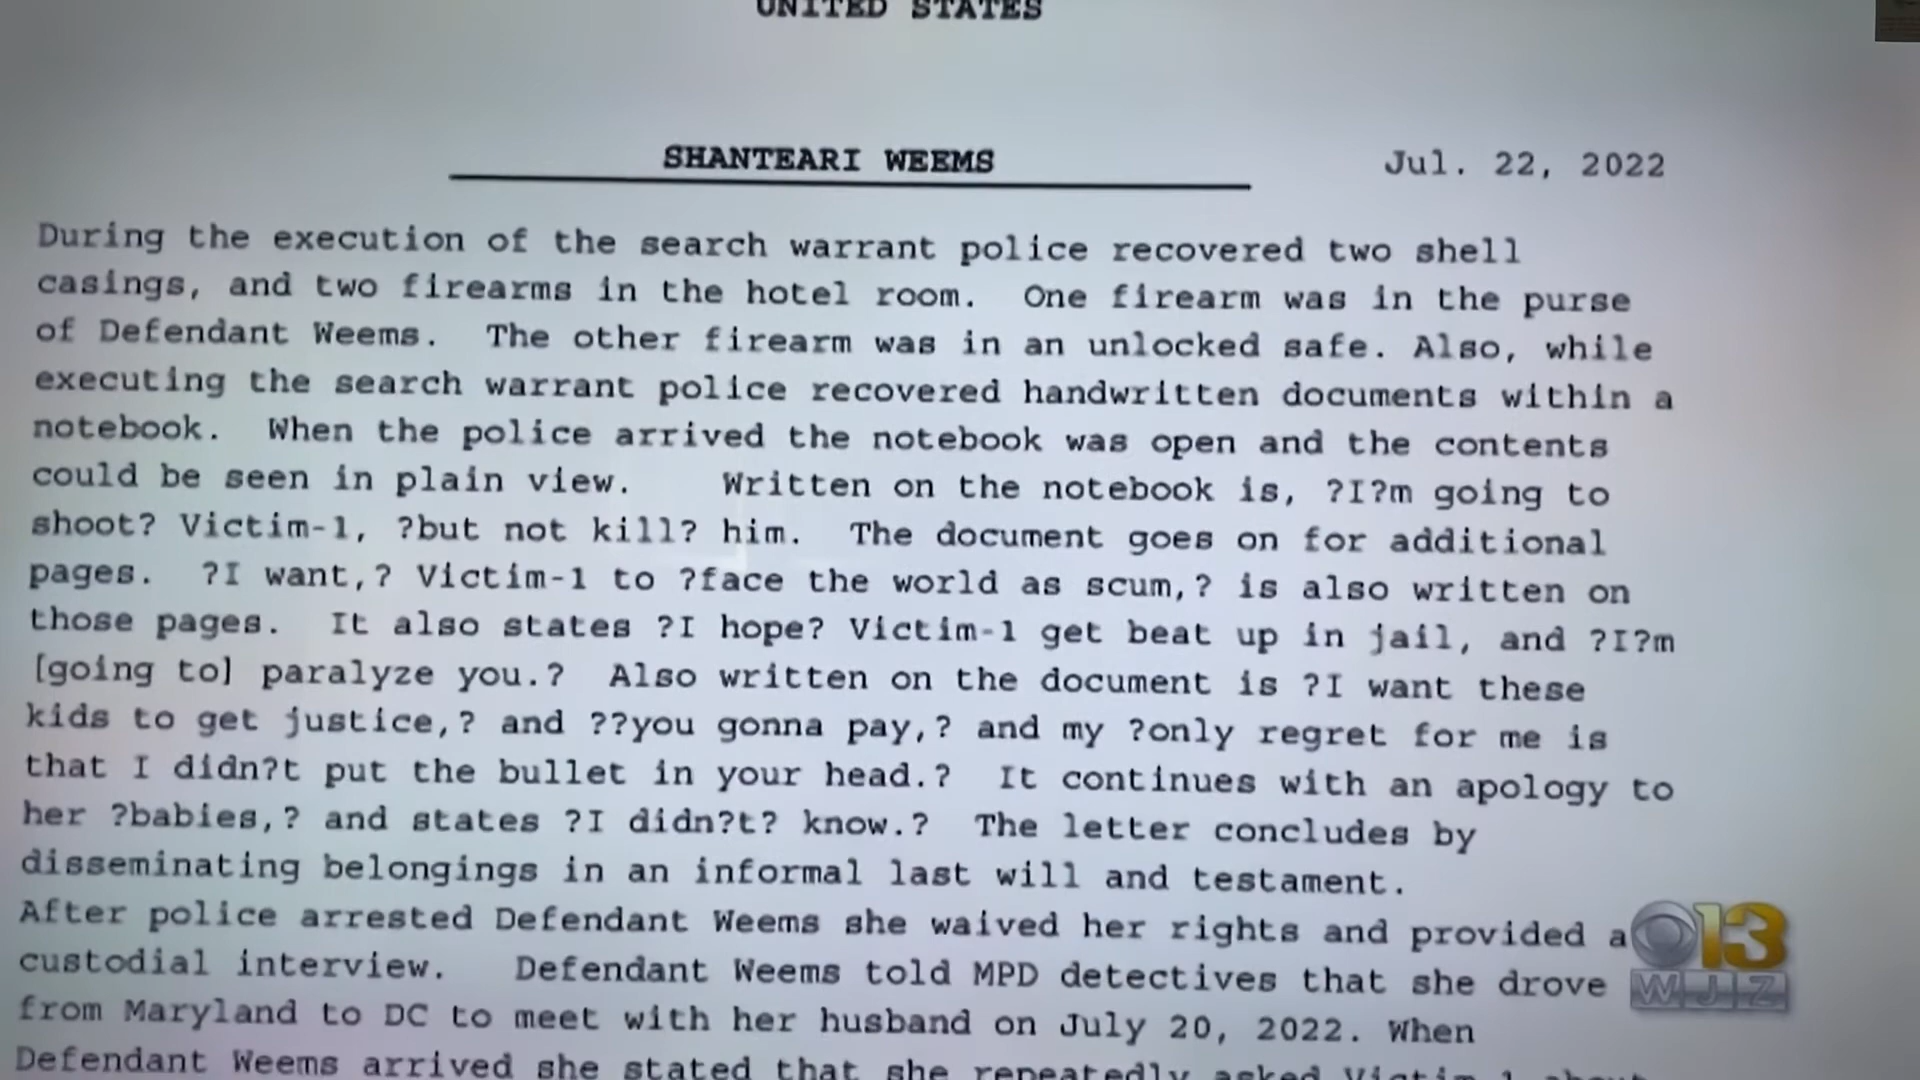 UNITED STATES
SHANTEARI WEEMS
Jul. 22, 2022
During the execution of the search warrant police recovered two shell
casings, and two firearms in the hotel room. One firearm was in the purse
of Defendant Weems. The other firearm was in an unlocked safe. Also, while
executing the search warrant police recovered handwritten documents within a
notebook. When the police arrived the notebook was open and the contents
could be seen in plain view. Written on the notebook is, ?I?m going to
shoot? Victim-1, ?but not kill? him. The document goes on for additional
pages. ?I want,? Victim-1 to ?face the world as scum,? is also written on
those pages. It also states ?I hope? Victim-1 get beat up in jail, and ?I?m
[going to] paralyze you.? Also written on the document is ?I want these
kids to get justice,? and ??you gonna pay,? and my ?only regret for me is
that I didn?t put the bullet in your head.? It continues with an apology to
her ?babies,? and states ?I didn?t? know.? The letter concludes by
disseminating belongings in an informal last will and testament.
After police arrested Defendant Weems she waived her rights and provided a
custodial interview. Defendant Weems told MPD detectives that she drove
from Maryland to DC to meet with her husband on July 20, 2022. When
Defendant Weems arrived she stated that she repeatedly asked Victim-1 about
13
WJZ